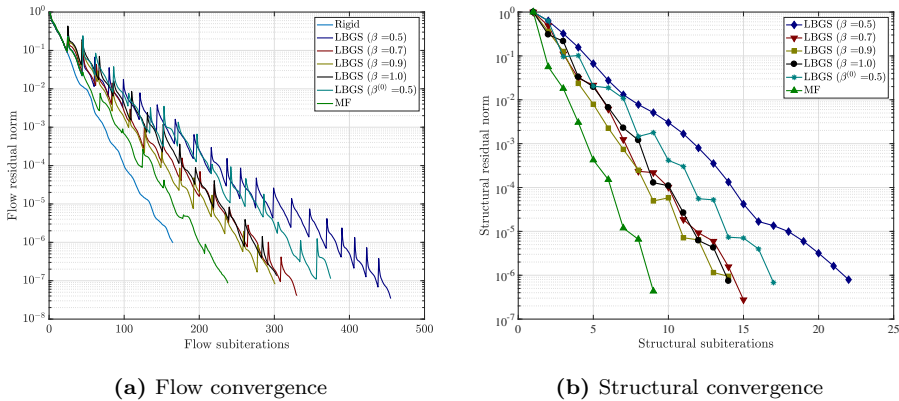 10^0
10^-1
10^-2
10^-3
10^-4
10^-5
10^-6
10^-7
10^-8
Flow residual norm
0 100 200 300 400 500
Flow subiterations
Rigid
LBGS (β =0.5)
LBGS (β =0.7)
LBGS (β =0.9)
LBGS (β =1.0)
LBGS (β^(0) =0.5)
MF
(a) Flow convergence
10^0
10^-1
10^-2
10^-3
10^-4
10^-5
10^-6
10^-7
Structural residual norm
0 5 10 15 20 25
Structural subiterations
LBGS (β =0.5)
LBGS (β =0.7)
LBGS (β =0.9)
LBGS (β =1.0)
LBGS (β^(0) =0.5)
MF
(b) Structural convergence